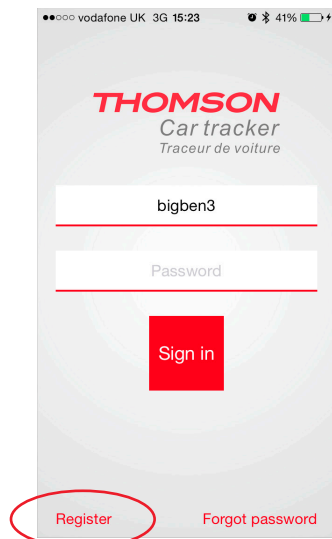 vodafone UK 3G 15:23 41%
THOMSON
Car tracker
Traceur de voiture
bigben3
Password
Sign in
Register Forgot password